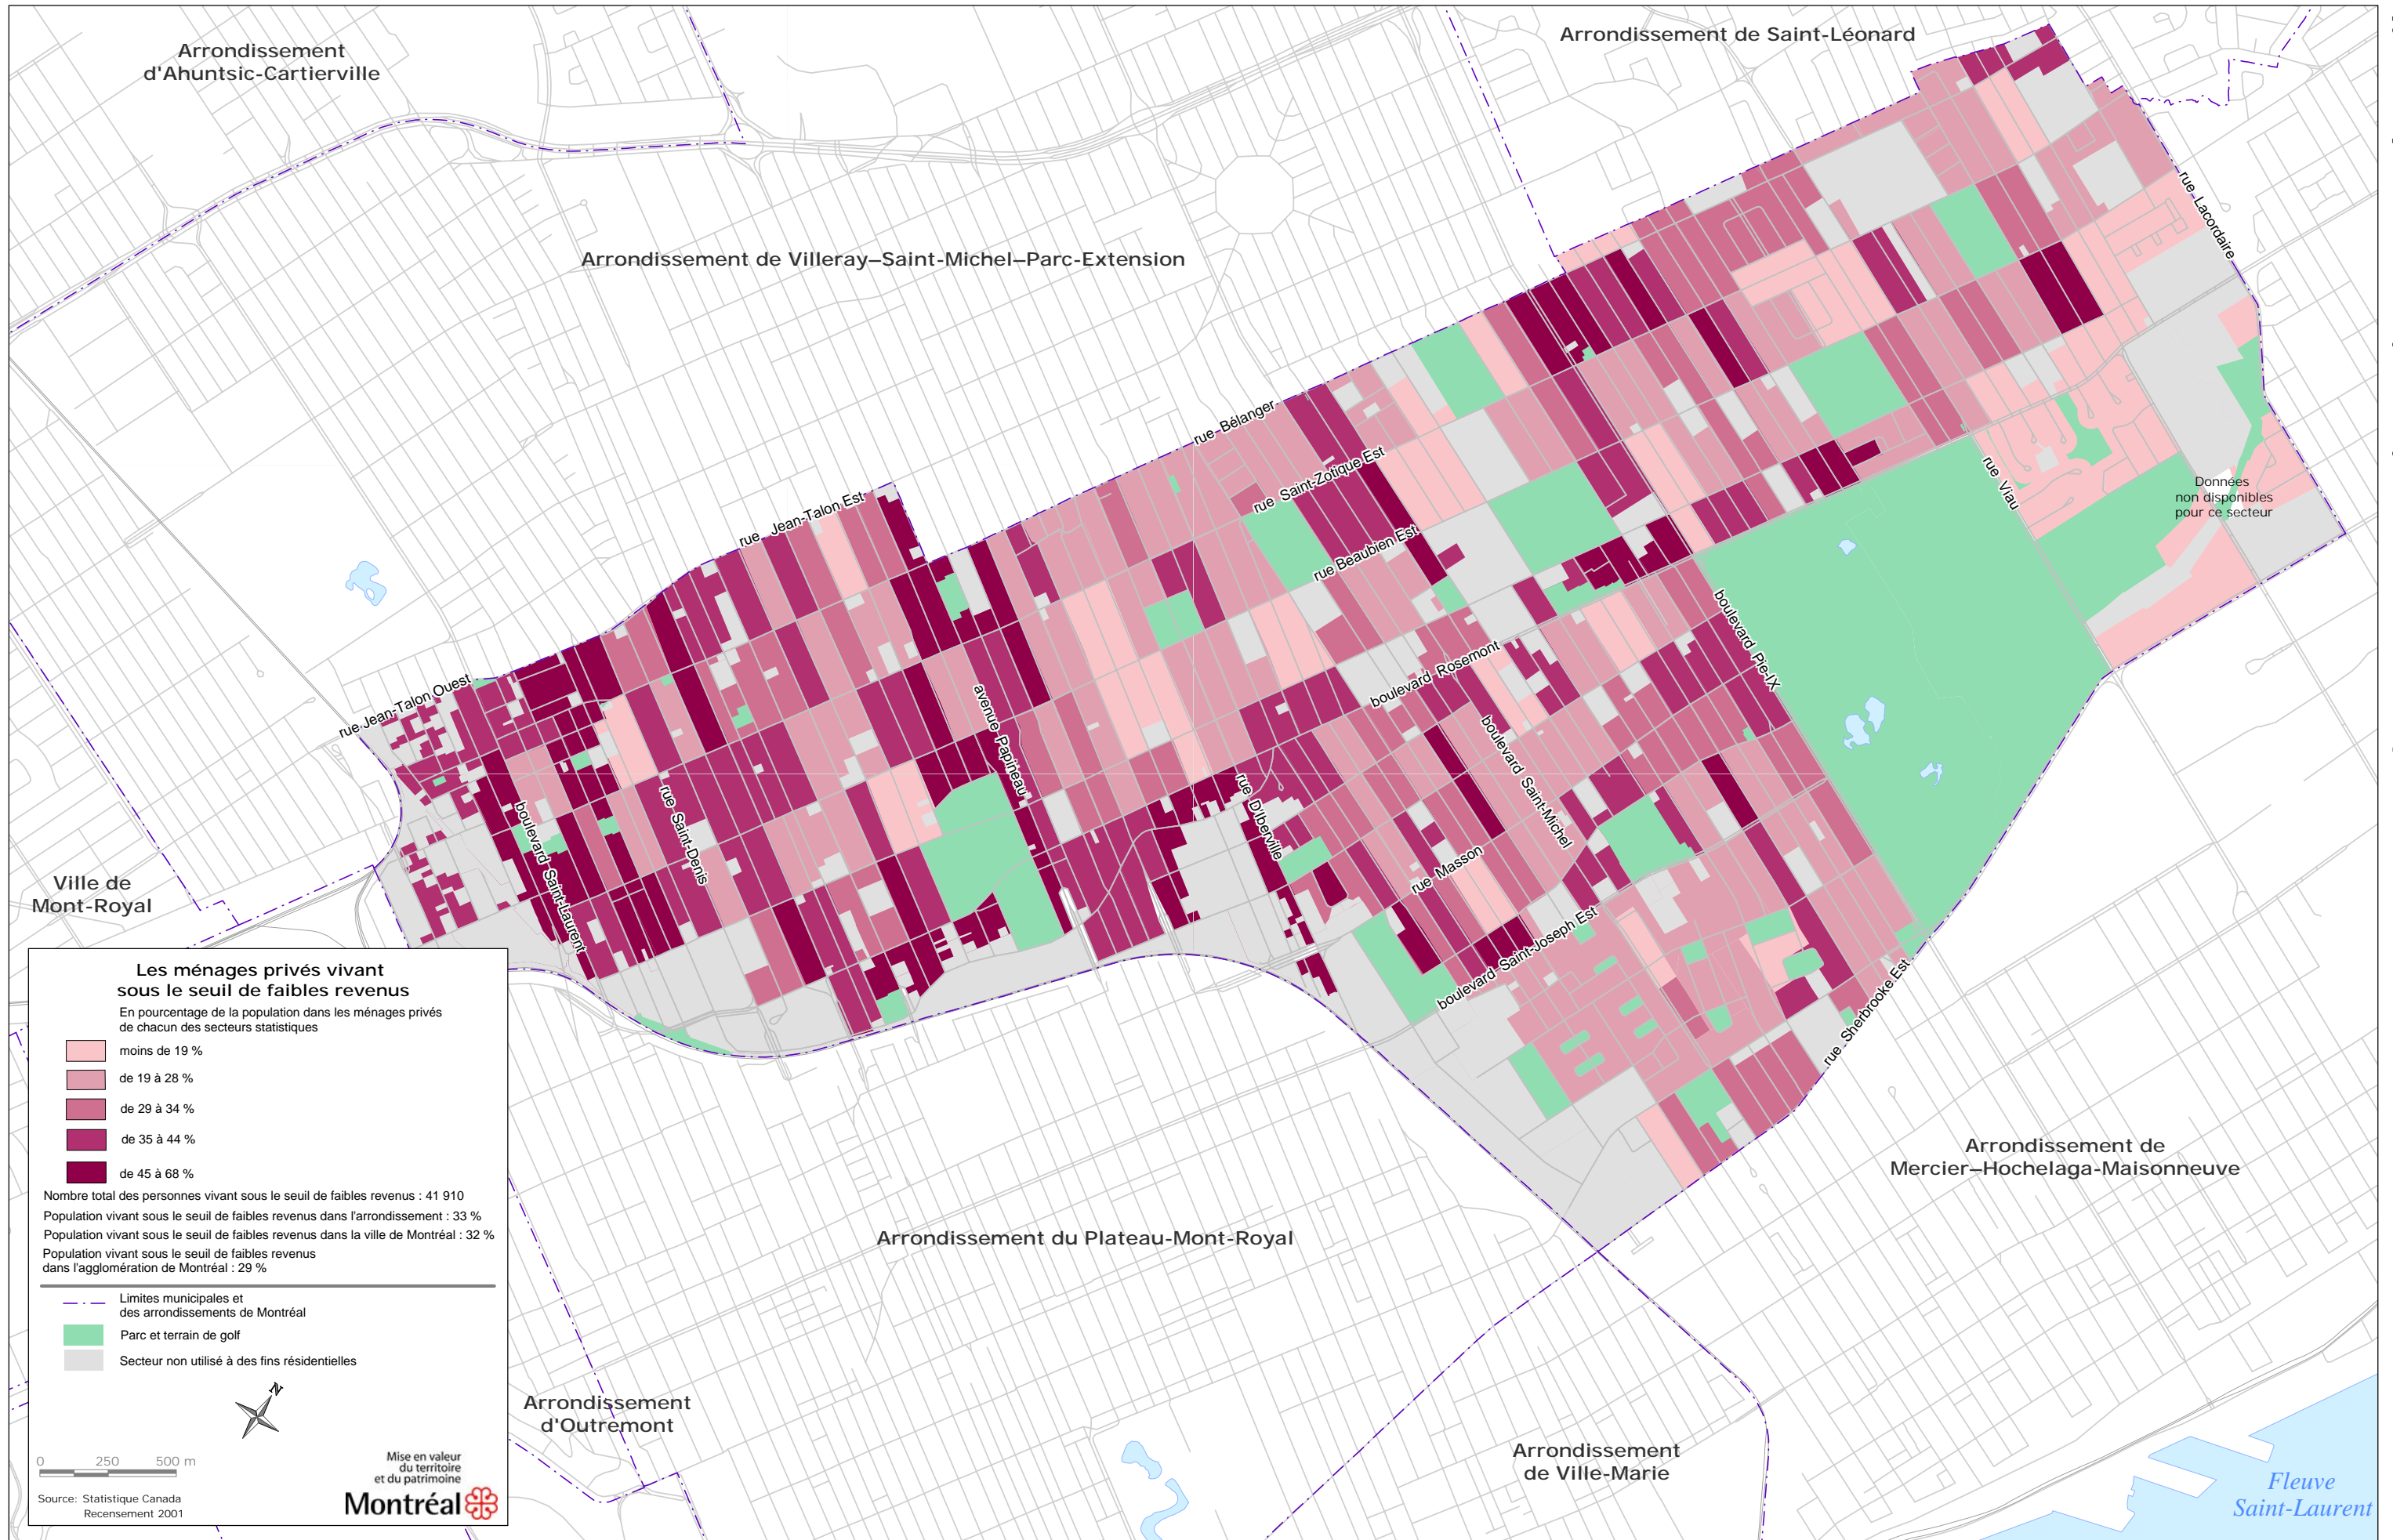 Arrondissement
d'Ahuntsic-Cartierville
Arrondissement de Saint-Léonard
Arrondissement de Villeray–Saint-Michel–Parc-Extension
rue Lacordaire
rue Bélanger
rue Saint-Zotique Est
rue Jean-Talon Est
rue Beaubien Est
rue Viau
Données
non disponibles
pour ce secteur
rue Jean-Talon Ouest
boulevard Rosemont
boulevard Pie-IX
avenue Papineau
boulevard Saint-Michel
rue D'Iberville
rue Saint-Denis
boulevard Saint-Laurent
rue Masson
boulevard Saint-Joseph Est
rue Sherbrooke Est
Ville de
Mont-Royal
Les ménages privés vivant
sous le seuil de faibles revenus
En pourcentage de la population dans les ménages privés
de chacun des secteurs statistiques
moins de 19 %
de 19 à 28 %
de 29 à 34 %
de 35 à 44 %
de 45 à 68 %
Nombre total des personnes vivant sous le seuil de faibles revenus : 41 910
Population vivant sous le seuil de faibles revenus dans l'arrondissement : 33 %
Population vivant sous le seuil de faibles revenus dans la ville de Montréal : 32 %
Population vivant sous le seuil de faibles revenus
dans l'agglomération de Montréal : 29 %
Limites municipales et
des arrondissements de Montréal
Parc et terrain de golf
Secteur non utilisé à des fins résidentielles
N
0 250 500 m
Source: Statistique Canada
Recensement 2001
Mise en valeur
du territoire
et du patrimoine
Montréal
Arrondissement
d'Outremont
Arrondissement du Plateau-Mont-Royal
Arrondissement de
Mercier–Hochelaga-Maisonneuve
Arrondissement
de Ville-Marie
Fleuve
Saint-Laurent